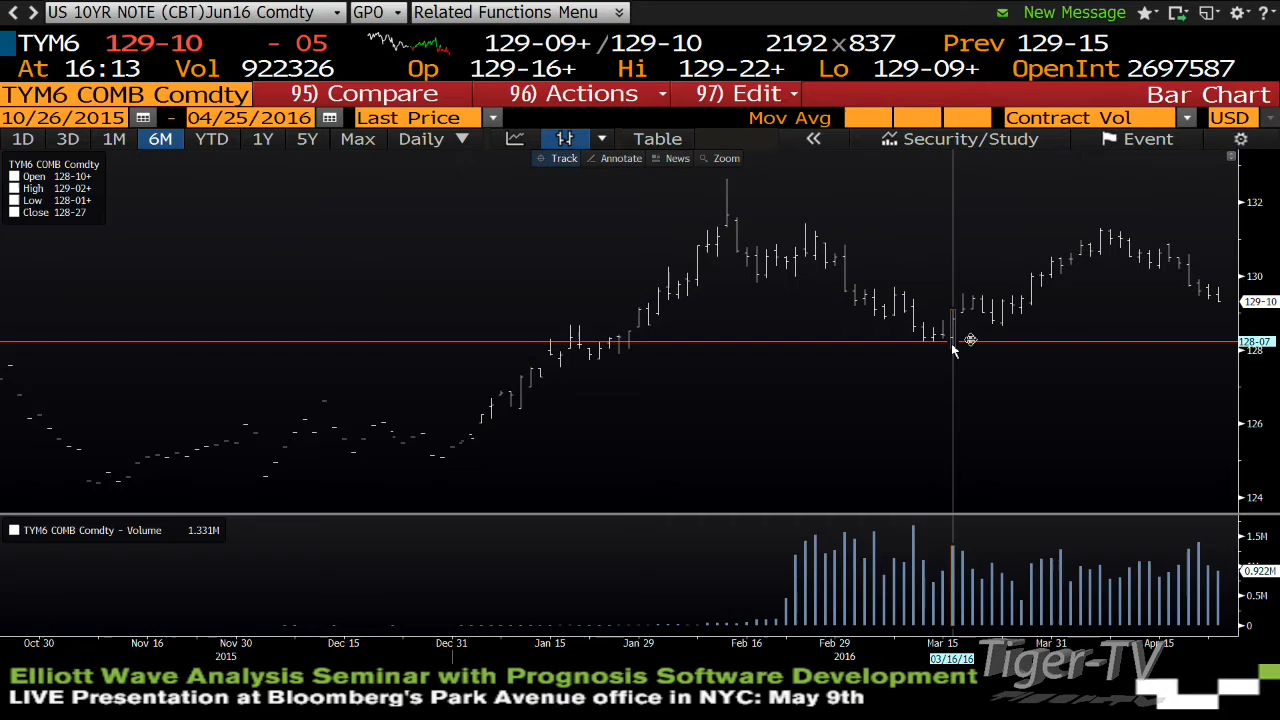 US 10YR NOTE (CBT)Jun16 Comdty GPO Related Functions Menu New Message
TYM6 129-10 - 05 129-09+/129-10 2192x837 Prev 129-15
At 16:13 Vol 922326 Op 129-16+ Hi 129-22+ Lo 129-09+ OpenInt 2697587
TYM6 COMB Comdty 95) Compare 96) Actions 97) Edit Bar Chart
10/26/2015 - 04/25/2016 Last Price Mov Avg Contract Vol USD
1D 3D 1M 6M YTD 1Y 5Y Max Daily Table Security/Study Event
Track Annotate News Zoom
TYM6 COMB Comdty
Open 128-10+
High 129-02+
Low 128-01+
Close 128-27
132
130
129-10
128-07
128
126
124
TYM6 COMB Comdty - Volume 1.331M
1.5M
0.922M
0.5M
0
Oct 30 Nov 16 Nov 30 Dec 15 Dec 31 Jan 15 Jan 29 Feb 16 Feb 29 Mar 15 Mar 31 Apr 15
2015 2016 03/16/16
Tiger-TV
Elliott Wave Analysis Seminar with Prognosis Software Development
LIVE Presentation at Bloomberg's Park Avenue office in NYC: May 9th